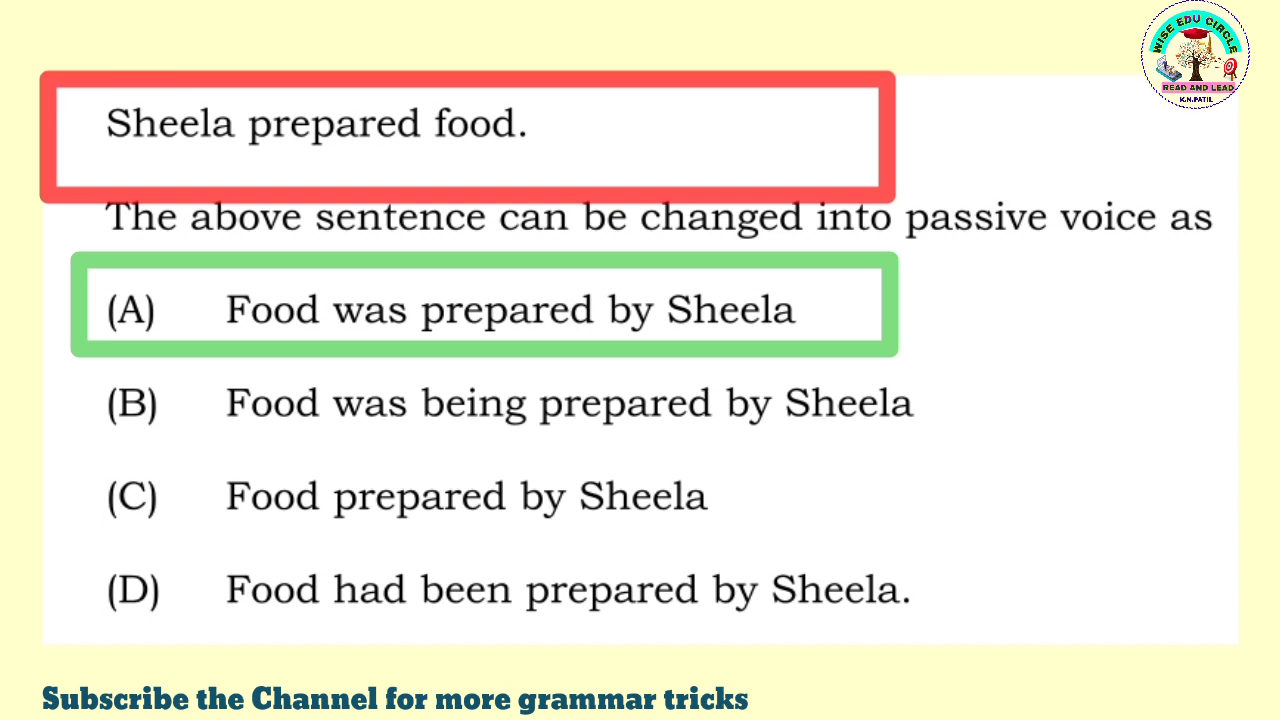 WISE EDU CIRCLE
READ AND LEAD
K.N.PATIL
Sheela prepared food.
The above sentence can be changed into passive voice as
(A) Food was prepared by Sheela
(B) Food was being prepared by Sheela
(C) Food prepared by Sheela
(D) Food had been prepared by Sheela.
Subscribe the Channel for more grammar tricks